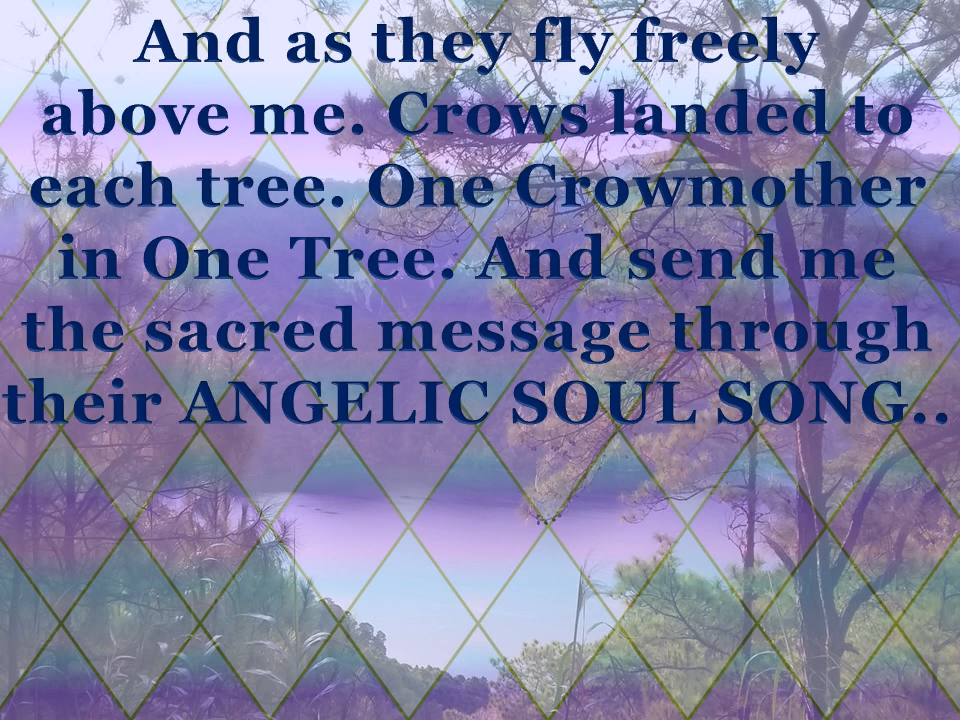 And as they fly freely
above me. Crows landed to
each tree. One Crowmother
in One Tree. And send me
the sacred message through
their ANGELIC SOUL SONG..